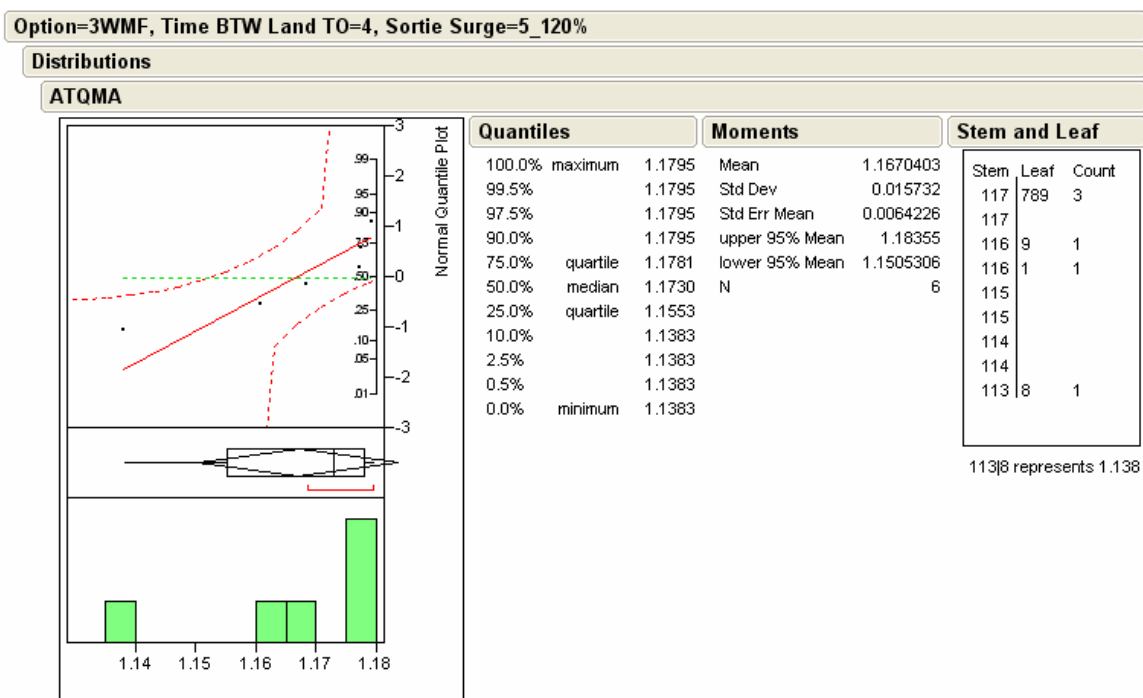 Option=3WMF, Time BTW Land TO=4, Sortie Surge=5_120%
Distributions
ATQMA
3
2
1
0
-1
-2
-3
.99
.95
.90
.75
.50
.25
.10
.05
.01
Normal Quantile Plot
1.14 1.15 1.16 1.17 1.18
Quantiles
100.0% maximum 1.1795
99.5% 1.1795
97.5% 1.1795
90.0% 1.1795
75.0% quartile 1.1781
50.0% median 1.1730
25.0% quartile 1.1553
10.0% 1.1383
2.5% 1.1383
0.5% 1.1383
0.0% minimum 1.1383
Moments
Mean 1.1670403
Std Dev 0.015732
Std Err Mean 0.0064226
upper 95% Mean 1.18355
lower 95% Mean 1.1505306
N 6
Stem and Leaf
Stem Leaf Count
117 789 3
117
116 9 1
116 1 1
115
115
114
114
113 8 1
113|8 represents 1.138